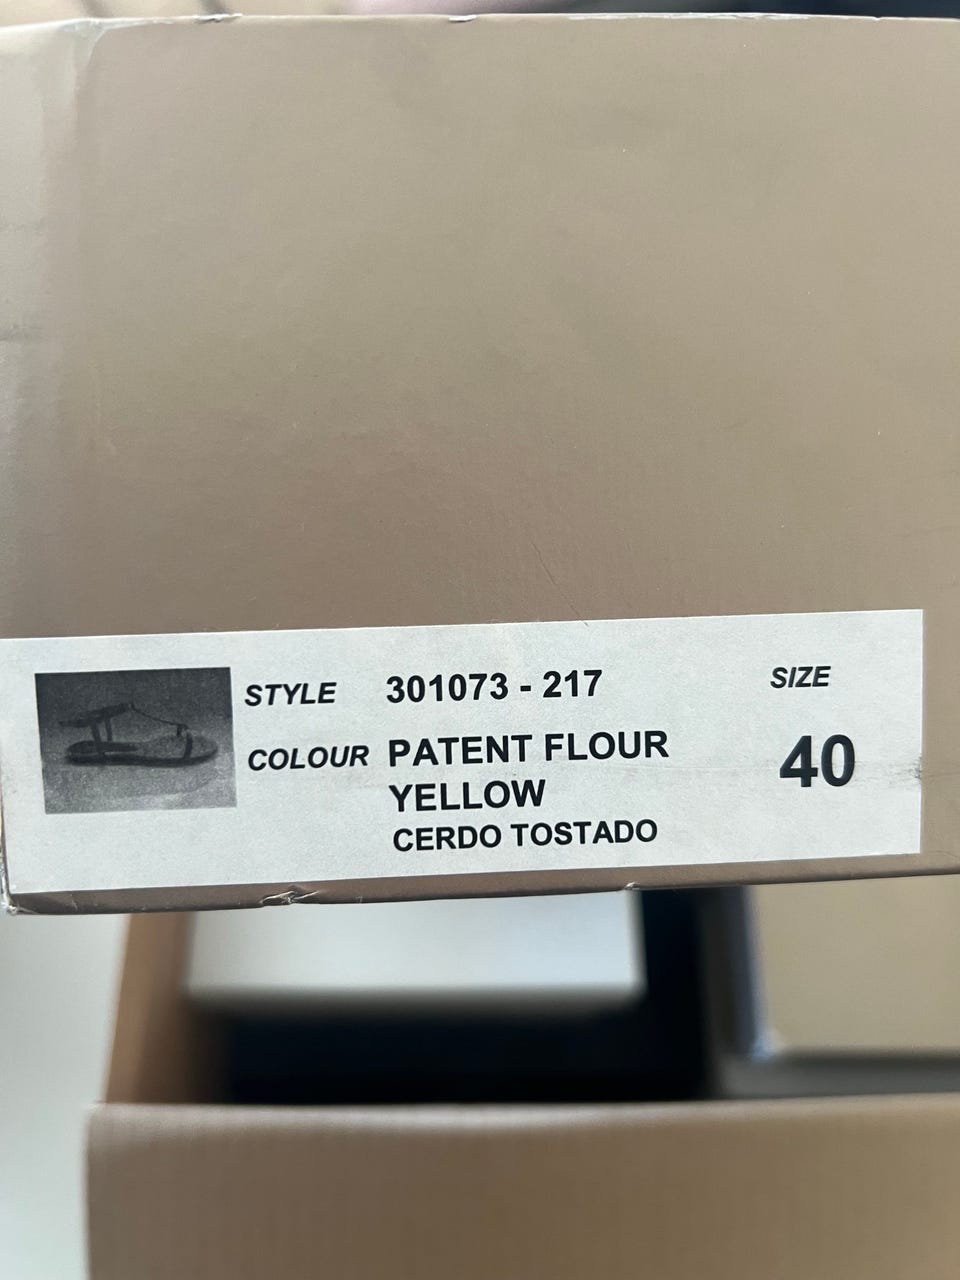 STYLE 301073 - 217 SIZE
COLOUR PATENT FLOUR
YELLOW 40
CERDO TOSTADO